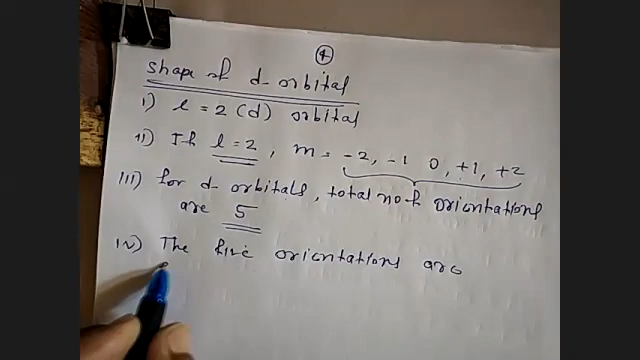 4
Shape of d-orbital
i) l = 2 (d) orbital
ii) If l = 2, m = -2, -1 0, +1, +2
iii) For d-orbitals, total no of orientations
are 5
iv) The five orientations are